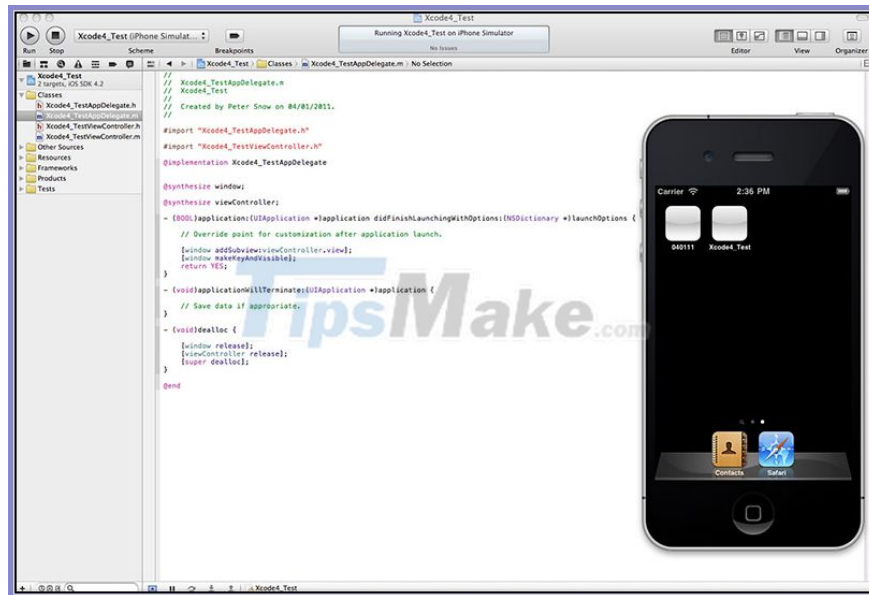 Xcode4_Test
Xcode4_Test (iPhone Simulat...
Running Xcode4_Test on iPhone Simulator
No Issues
Run Stop Scheme Breakpoints Editor View Organizer
Xcode4_Test
2 targets, iOS SDK 4.2
Classes
Xcode4_TestAppDelegate.h
Xcode4_TestAppDelegate.m
Xcode4_TestViewController.h
Xcode4_TestViewController.m
Other Sources
Resources
Frameworks
Products
Tests
Xcode4_Test Classes Xcode4_TestAppDelegate.m No Selection
//
// Xcode4_TestAppDelegate.m
// Xcode4_Test
//
// Created by Peter Snow on 04/01/2011.
//
#import "Xcode4_TestAppDelegate.h"
#import "Xcode4_TestViewController.h"
@implementation Xcode4_TestAppDelegate
@synthesize window;
@synthesize viewController;
- (BOOL)application:(UIApplication *)application didFinishLaunchingWithOptions:(NSDictionary *)launchOptions {
// Override point for customization after application launch.
[window addSubview:viewController.view];
[window makeKeyAndVisible];
return YES;
}
- (void)applicationWillTerminate:(UIApplication *)application {
// Save data if appropriate.
}
- (void)dealloc {
[window release];
[viewController release];
[super dealloc];
}
@end
TipsMake.com
Carrier 2:36 PM
040111 Xcode4_Test
Contacts Safari
Xcode4_Test